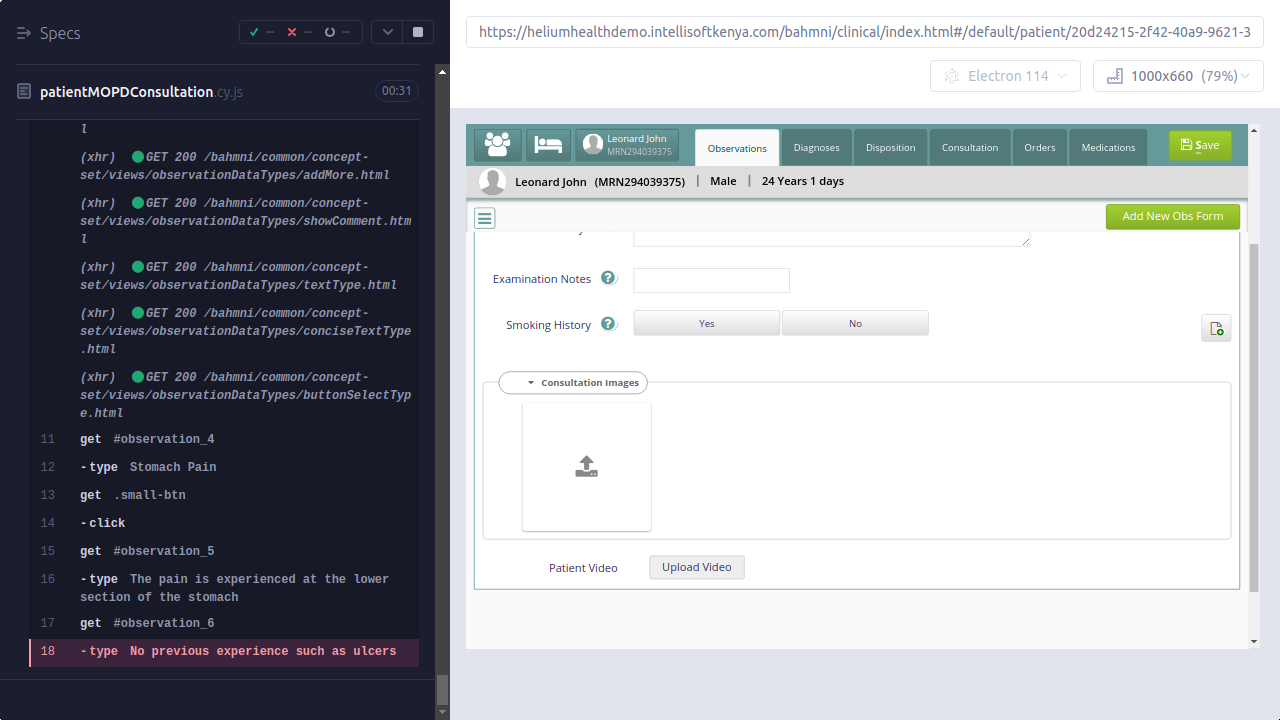 Specs
-- -- --
patientMOPDConsultation.cy.js 00:31
l
(xhr) GET 200 /bahmni/common/concept-
set/views/observationDataTypes/addMore.html
(xhr) GET 200 /bahmni/common/concept-
set/views/observationDataTypes/showComment.htm
l
(xhr) GET 200 /bahmni/common/concept-
set/views/observationDataTypes/textType.html
(xhr) GET 200 /bahmni/common/concept-
set/views/observationDataTypes/conciseTextType
.html
(xhr) GET 200 /bahmni/common/concept-
set/views/observationDataTypes/buttonSelectTyp
e.html
11 get #observation_4
12 -type Stomach Pain
13 get .small-btn
14 -click
15 get #observation_5
16 -type The pain is experienced at the lower
section of the stomach
17 get #observation_6
18 -type No previous experience such as ulcers
https://heliumhealthdemo.intellisoftkenya.com/bahmni/clinical/index.html#/default/patient/20d24215-2f42-40a9-9621-3
Electron 114
1000x660 (79%)
Leonard John
MRN294039375
Observations
Diagnoses
Disposition
Consultation
Orders
Medications
Save
Leonard John (MRN294039375) | Male | 24 Years 1 days
Add New Obs Form
Examination Notes
Smoking History Yes No
Consultation Images
Patient Video Upload Video